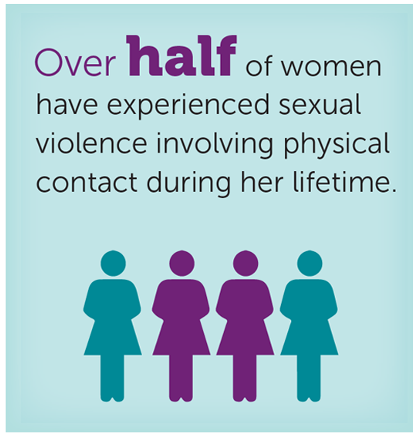 Over half of women
have experienced sexual
violence involving physical
contact during her lifetime.